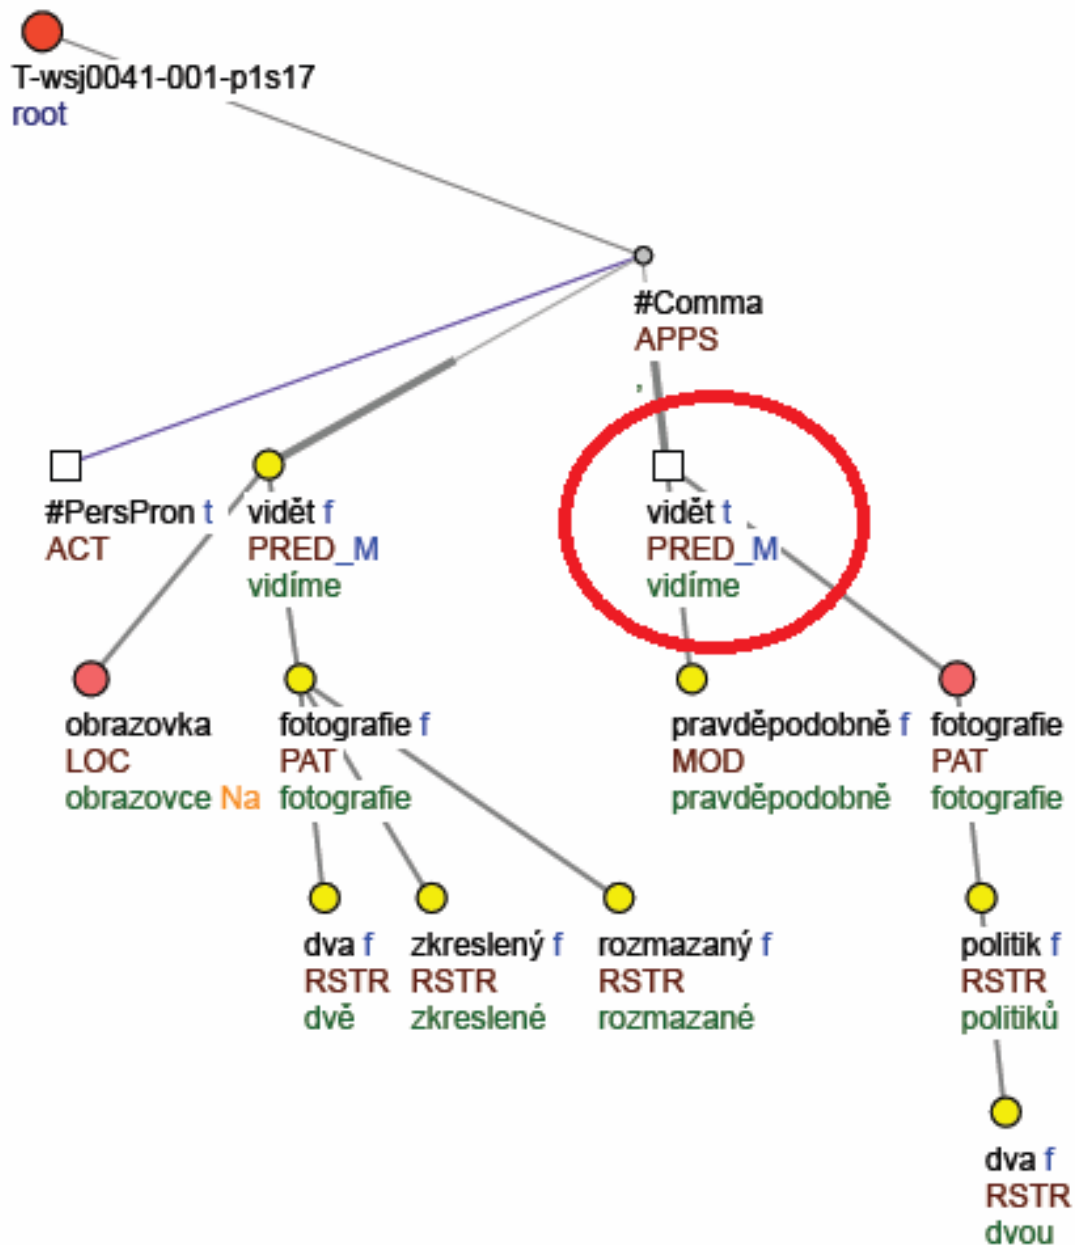 T-wsj0041-001-p1s17
root
#Comma
APPS
,
#PersPron t
ACT
vidět f
PRED_M
vidíme
vidět t
PRED_M
vidíme
obrazovka
LOC
obrazovce Na
fotografie f
PAT
fotografie
pravděpodobně f
MOD
pravděpodobně
fotografie
PAT
fotografie
dva f
RSTR
dvě
zkreslený f
RSTR
zkreslené
rozmazaný f
RSTR
rozmazané
politik f
RSTR
politiků
dva f
RSTR
dvou